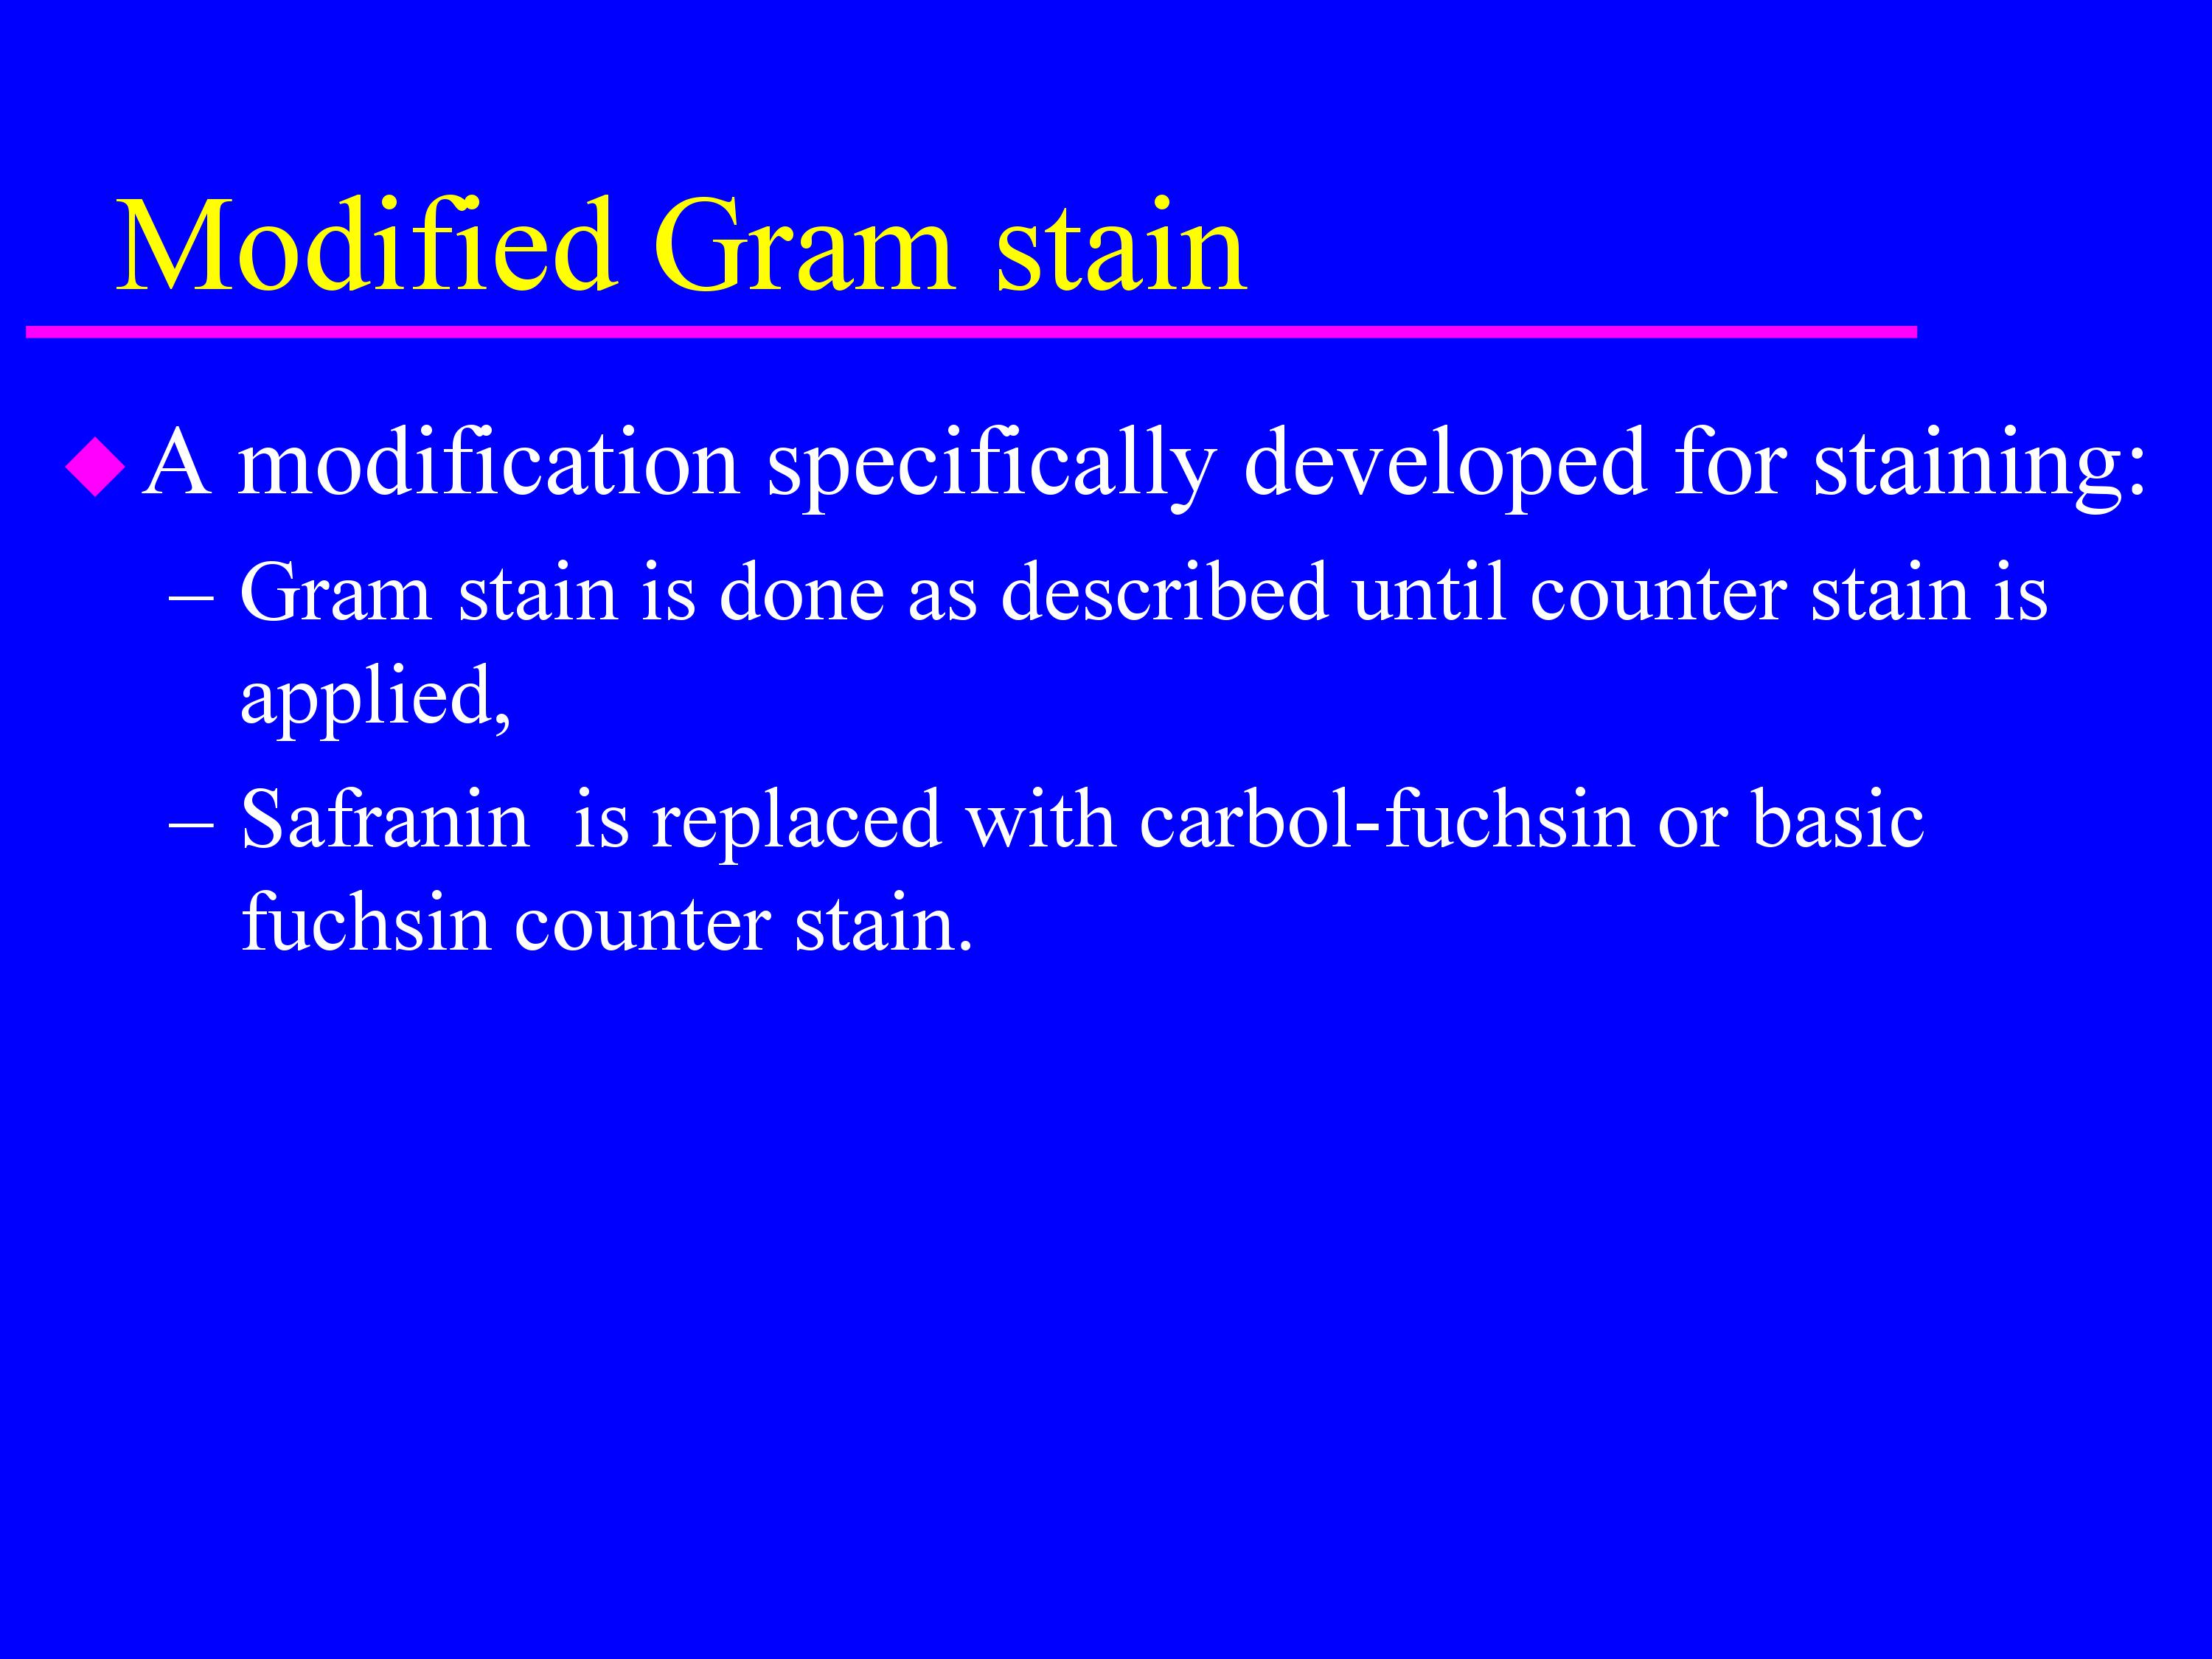 Modified Gram stain
A modification specifically developed for staining:
– Gram stain is done as described until counter stain is
applied,
– Safranin  is replaced with carbol-fuchsin or basic
fuchsin counter stain.